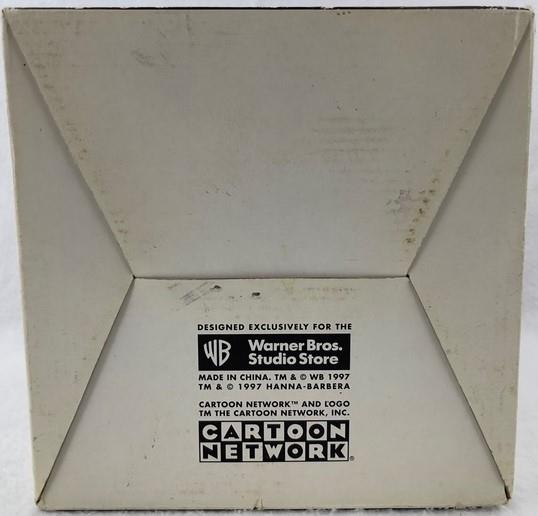 DESIGNED EXCLUSIVELY FOR THE
WB Warner Bros.
Studio Store
MADE IN CHINA. TM & © WB 1997
TM & © 1997 HANNA-BARBERA
CARTOON NETWORK™ AND LOGO
TM THE CARTOON NETWORK, INC.
CARTOON
NETWORK®